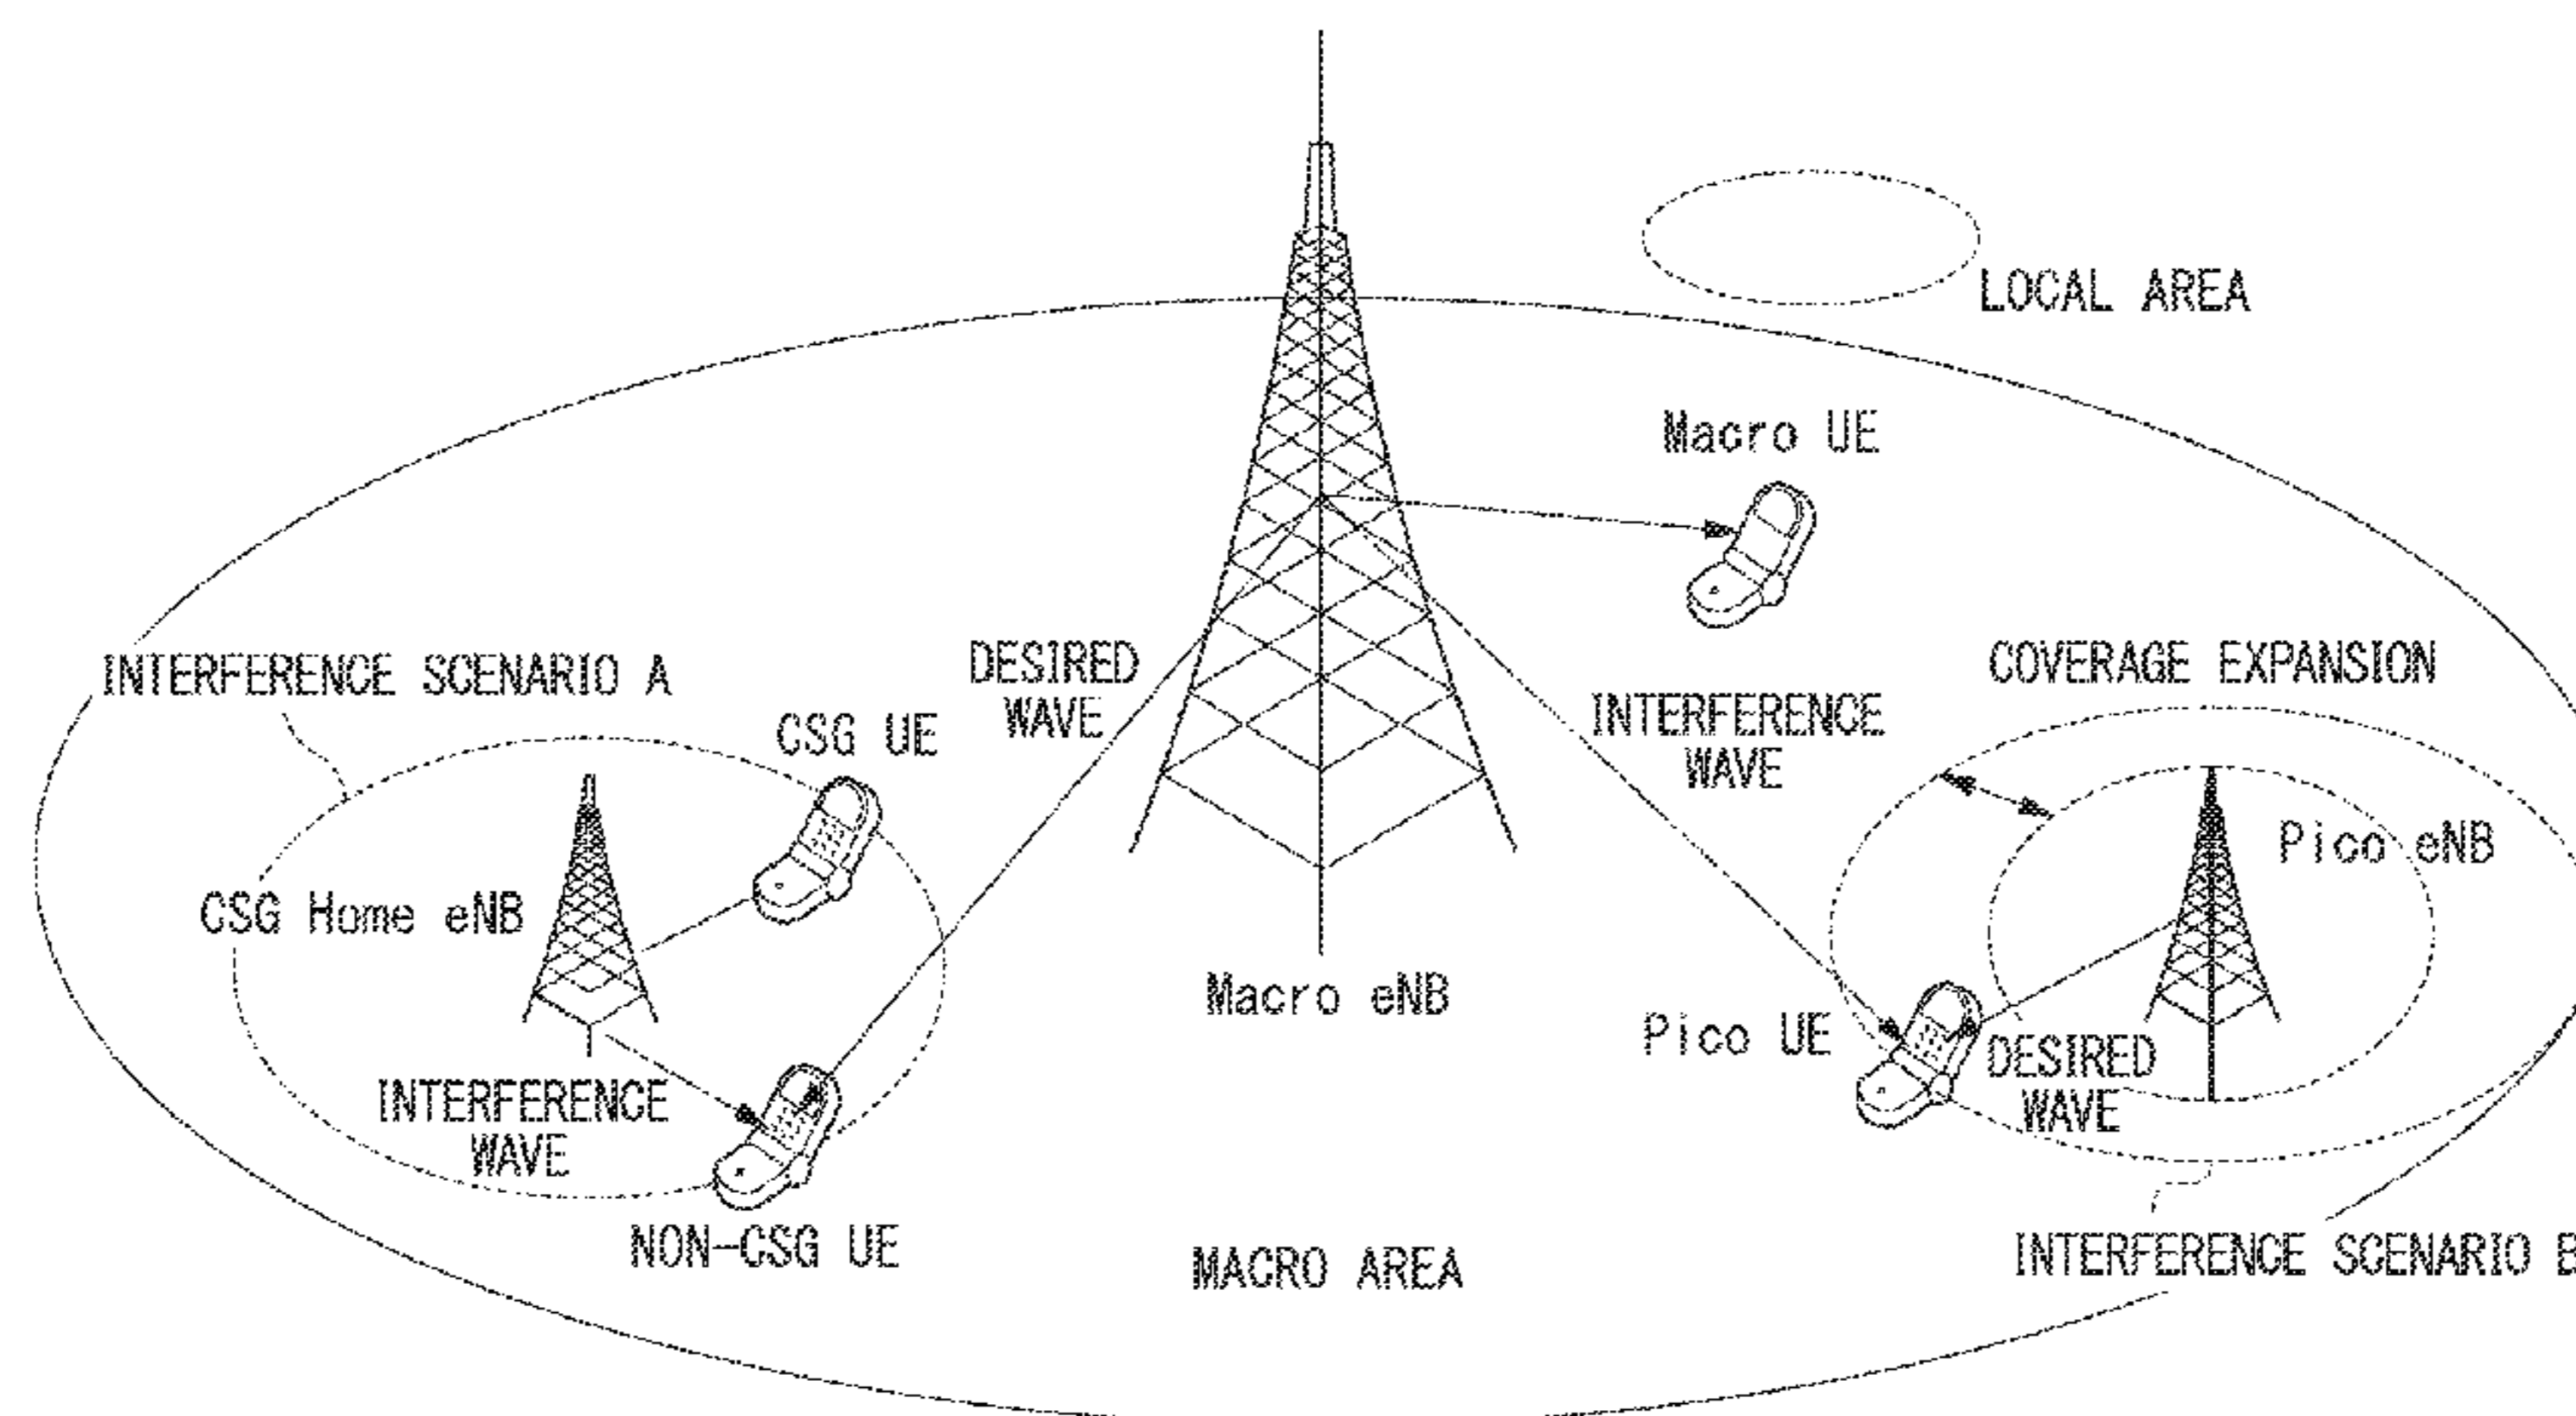 LOCAL AREA
Macro UE
INTERFERENCE SCENARIO A
DESIRED
WAVE
COVERAGE EXPANSION
INTERFERENCE
WAVE
CSG UE
Pico eNB
CSG Home eNB
Macro eNB
Pico UE
DESIRED
WAVE
INTERFERENCE
WAVE
NON-CSG UE
MACRO AREA
INTERFERENCE SCENARIO B